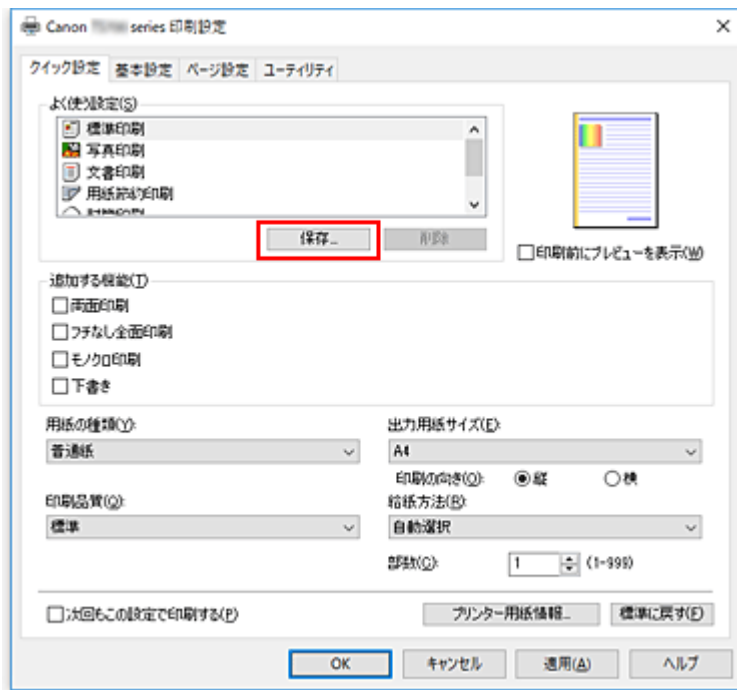 Canon series 印刷設定
クイック設定 基本設定 ページ設定 ユーティリティ
よく使う設定(S)
標準印刷
写真印刷
文書印刷
用紙節約印刷
保存... 削除
印刷前にプレビューを表示(W)
追加する機能(T)
両面印刷
フチなし全面印刷
モノクロ印刷
下書き
用紙の種類(Y):
普通紙
出力用紙サイズ(E):
A4
印刷の向き(O): 縦 横
印刷品質(Q):
標準
給紙方法(R):
自動選択
部数(C): 1 (1-999)
次回もこの設定で印刷する(P)
プリンター用紙情報... 標準に戻す(F)
OK キャンセル 適用(A) ヘルプ